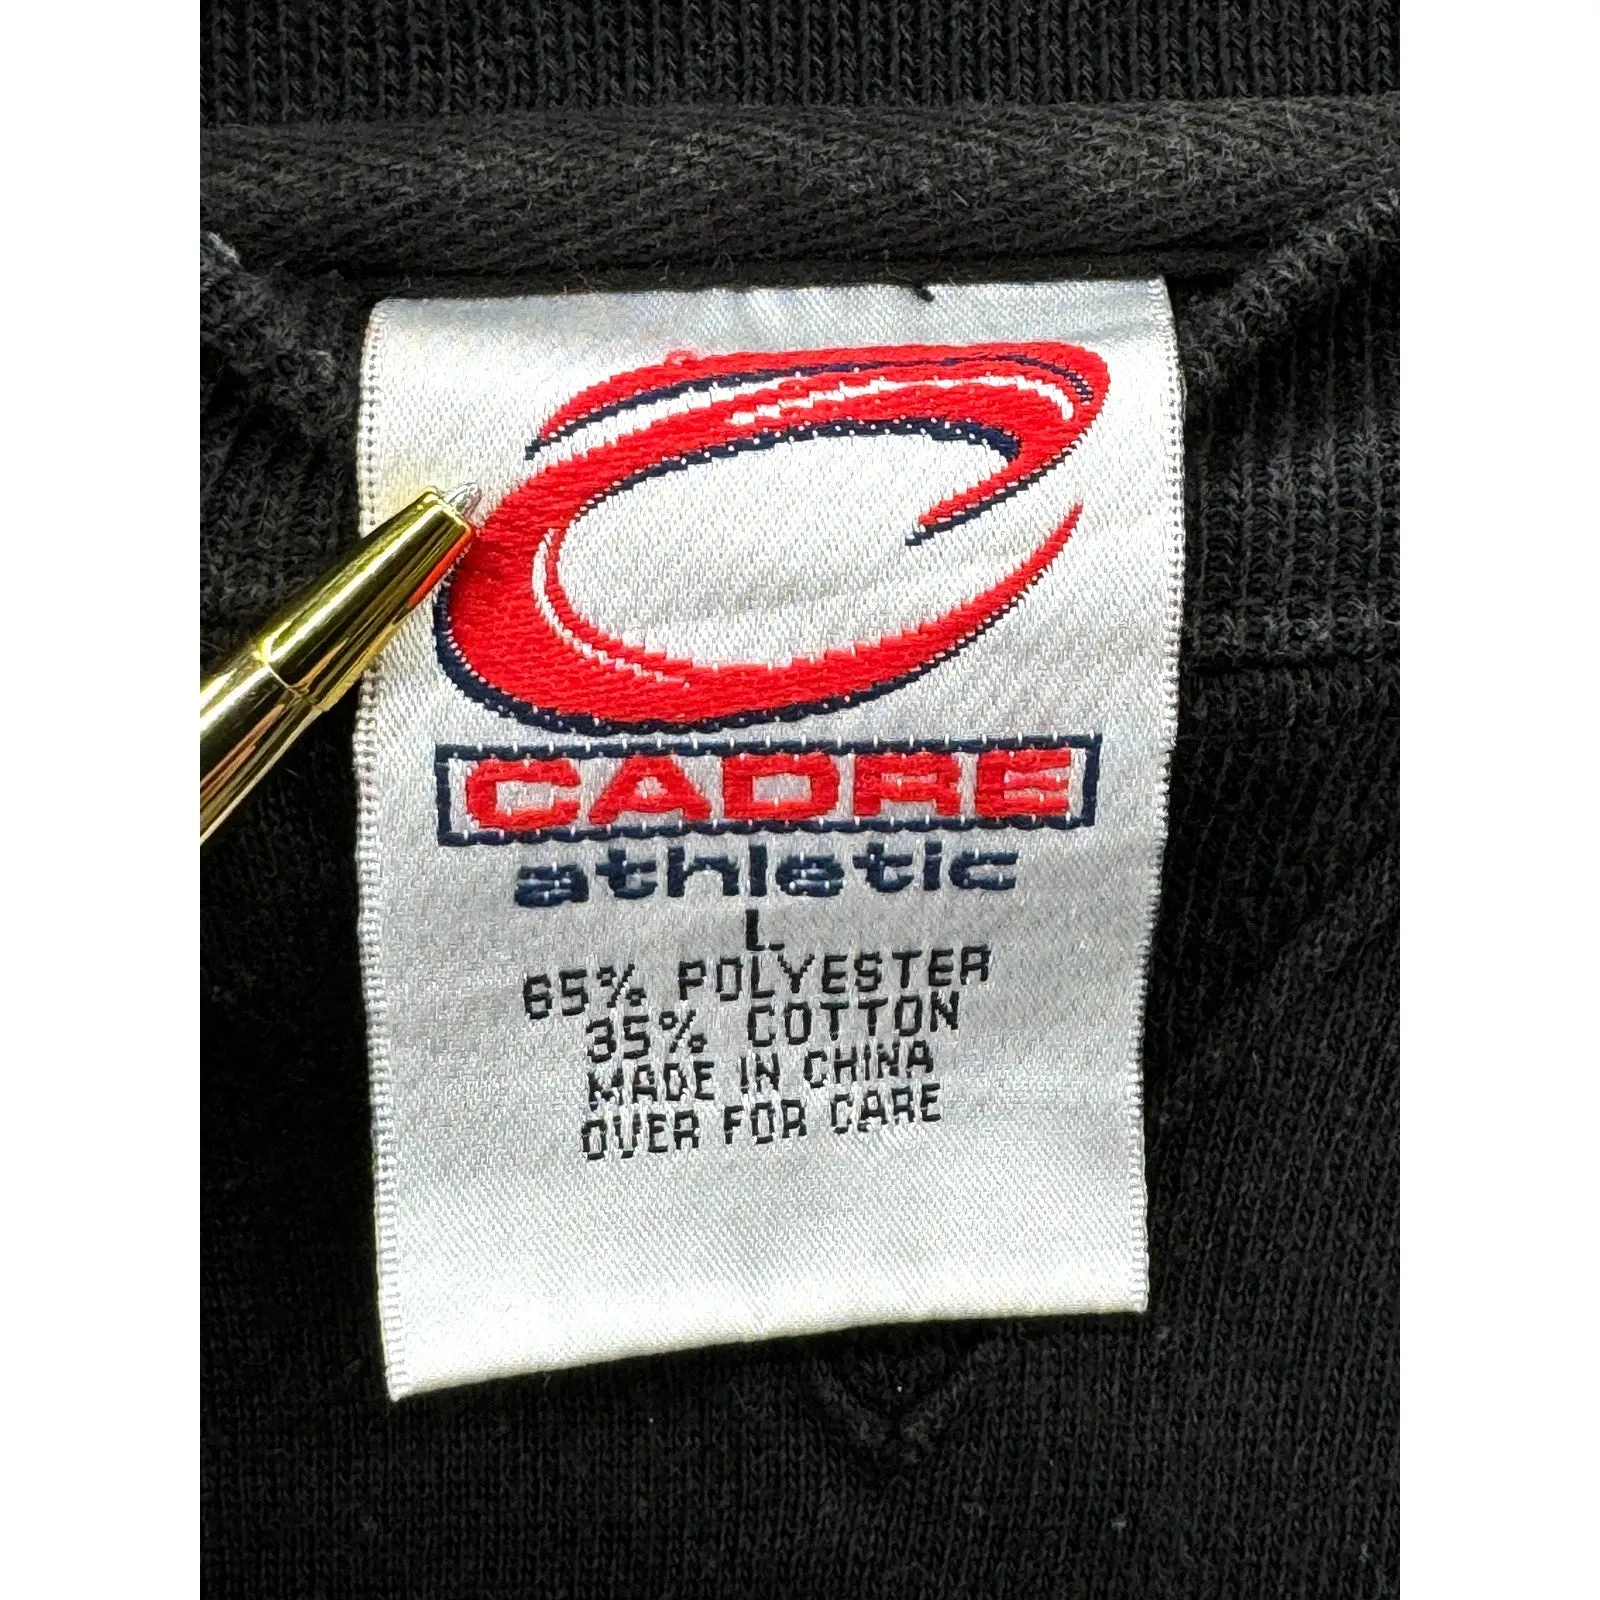 CADRE
athletic
L
65% POLYESTER
35% COTTON
MADE IN CHINA
OVER FOR CARE